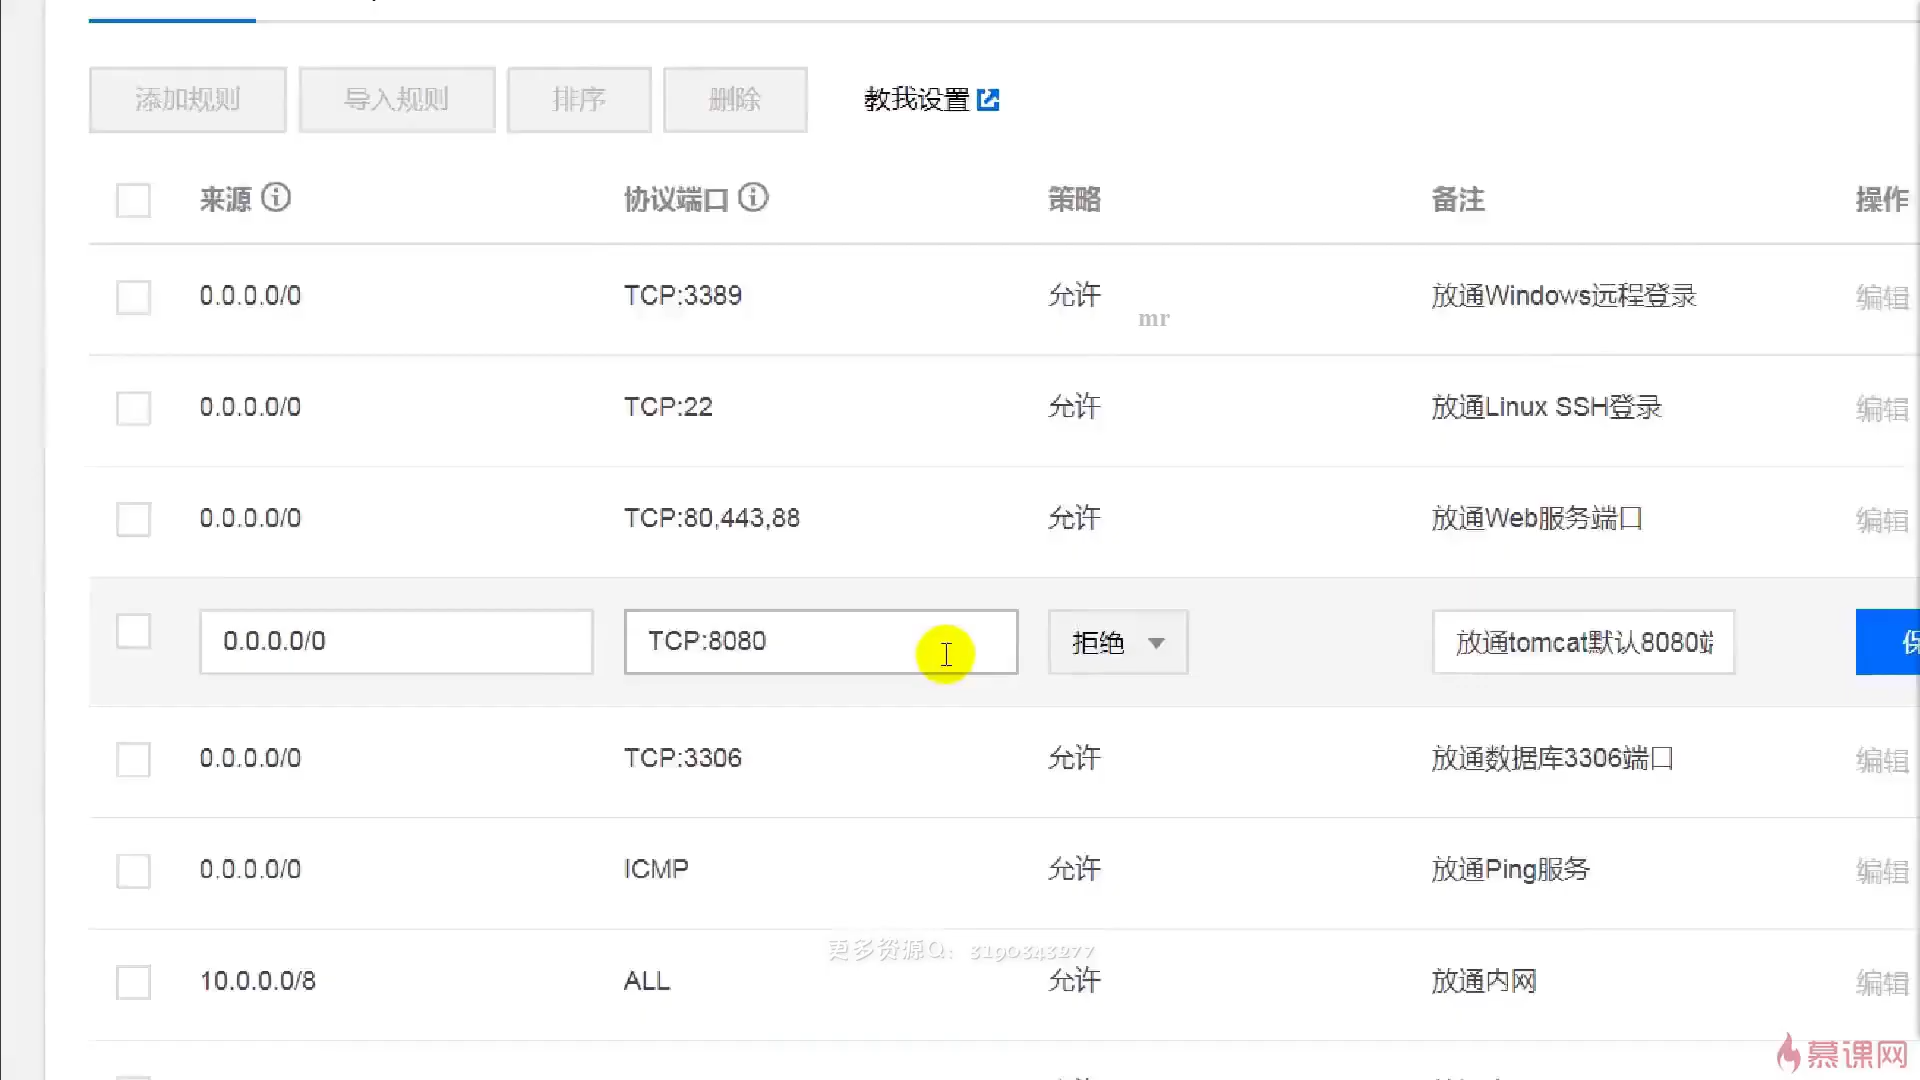 添加规则 导入规则 排序 删除 教我设置
来源 协议端口 策略 备注 操作
0.0.0.0/0 TCP:3389 允许 放通Windows远程登录 编辑
mr
0.0.0.0/0 TCP:22 允许 放通Linux SSH登录 编辑
0.0.0.0/0 TCP:80,443,88 允许 放通Web服务端口 编辑
0.0.0.0/0 TCP:8080 拒绝 放通tomcat默认8080端 保
0.0.0.0/0 TCP:3306 允许 放通数据库3306端口 编辑
0.0.0.0/0 ICMP 允许 放通Ping服务 编辑
更多资源Q: 3190343277
10.0.0.0/8 ALL 允许 放通内网 编辑
慕课网